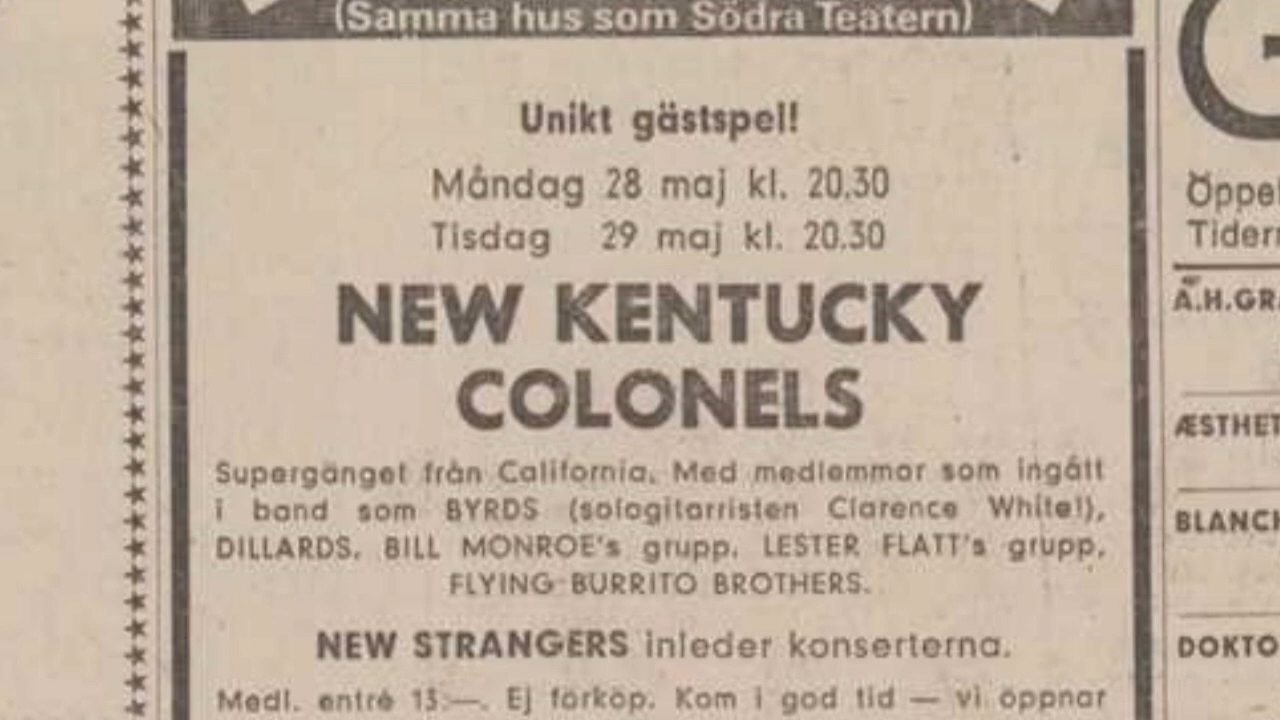 (Samma hus som Södra Teatern)
Unikt gästspel!
Måndag 28 maj kl. 20.30
Tisdag 29 maj kl. 20.30
NEW KENTUCKY
COLONELS
Supergänget från California. Med medlemmar som ingått
i band som BYRDS (sologitarristen Clarence White!),
DILLARDS, BILL MONROE's grupp, LESTER FLATT's grupp,
FLYING BURRITO BROTHERS.
NEW STRANGERS inleder konserterna.
Medl. entré 13:—. Ej förköp. Kom i god tid — vi öppnar
G
Öppe
Tider
Ä.H.GR
ÆSTHET
BLANC
DOKTO